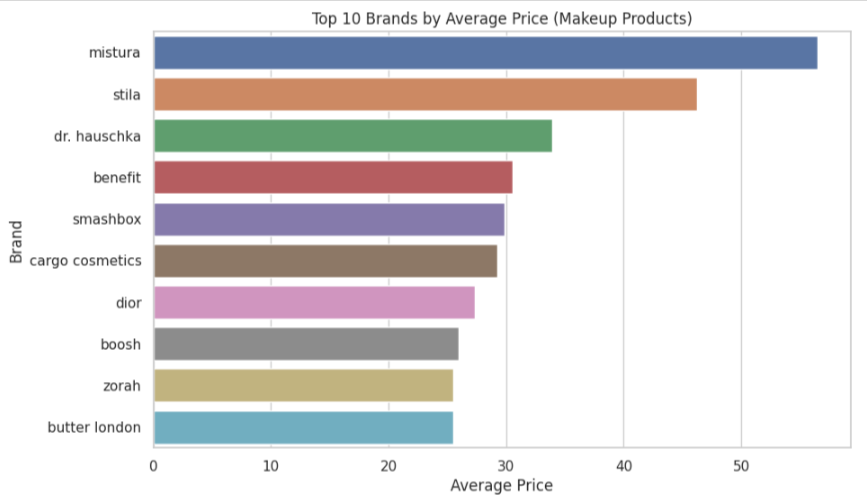 Top 10 Brands by Average Price (Makeup Products)
mistura
stila
dr. hauschka
benefit
smashbox
cargo cosmetics
dior
boosh
zorah
butter london
Brand
0 10 20 30 40 50
Average Price